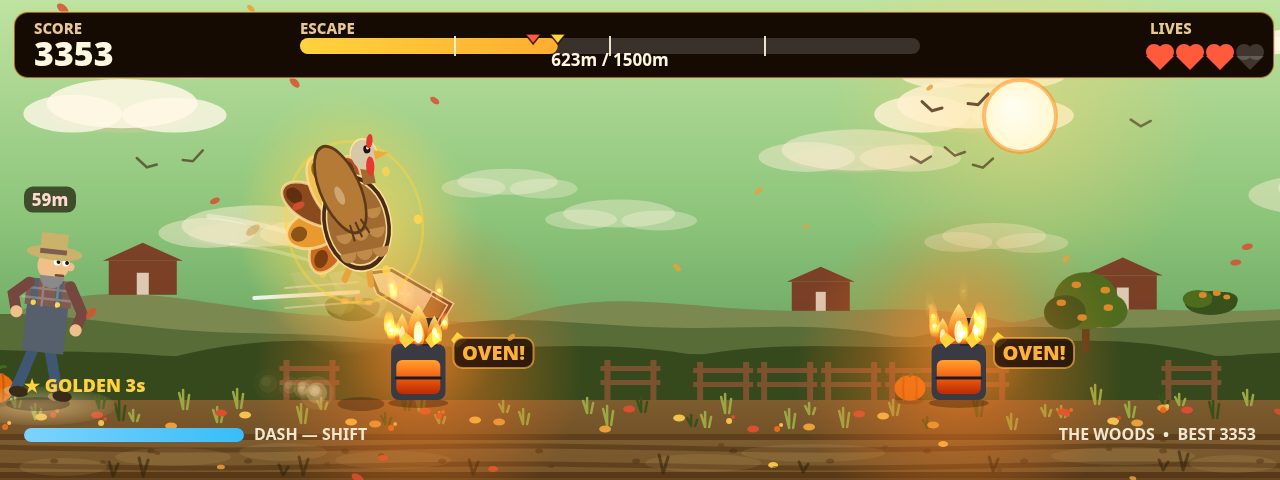 SCORE
3353
ESCAPE
623m / 1500m
LIVES
59m
OVEN!
OVEN!
★ GOLDEN 3s
DASH — SHIFT
THE WOODS • BEST 3353